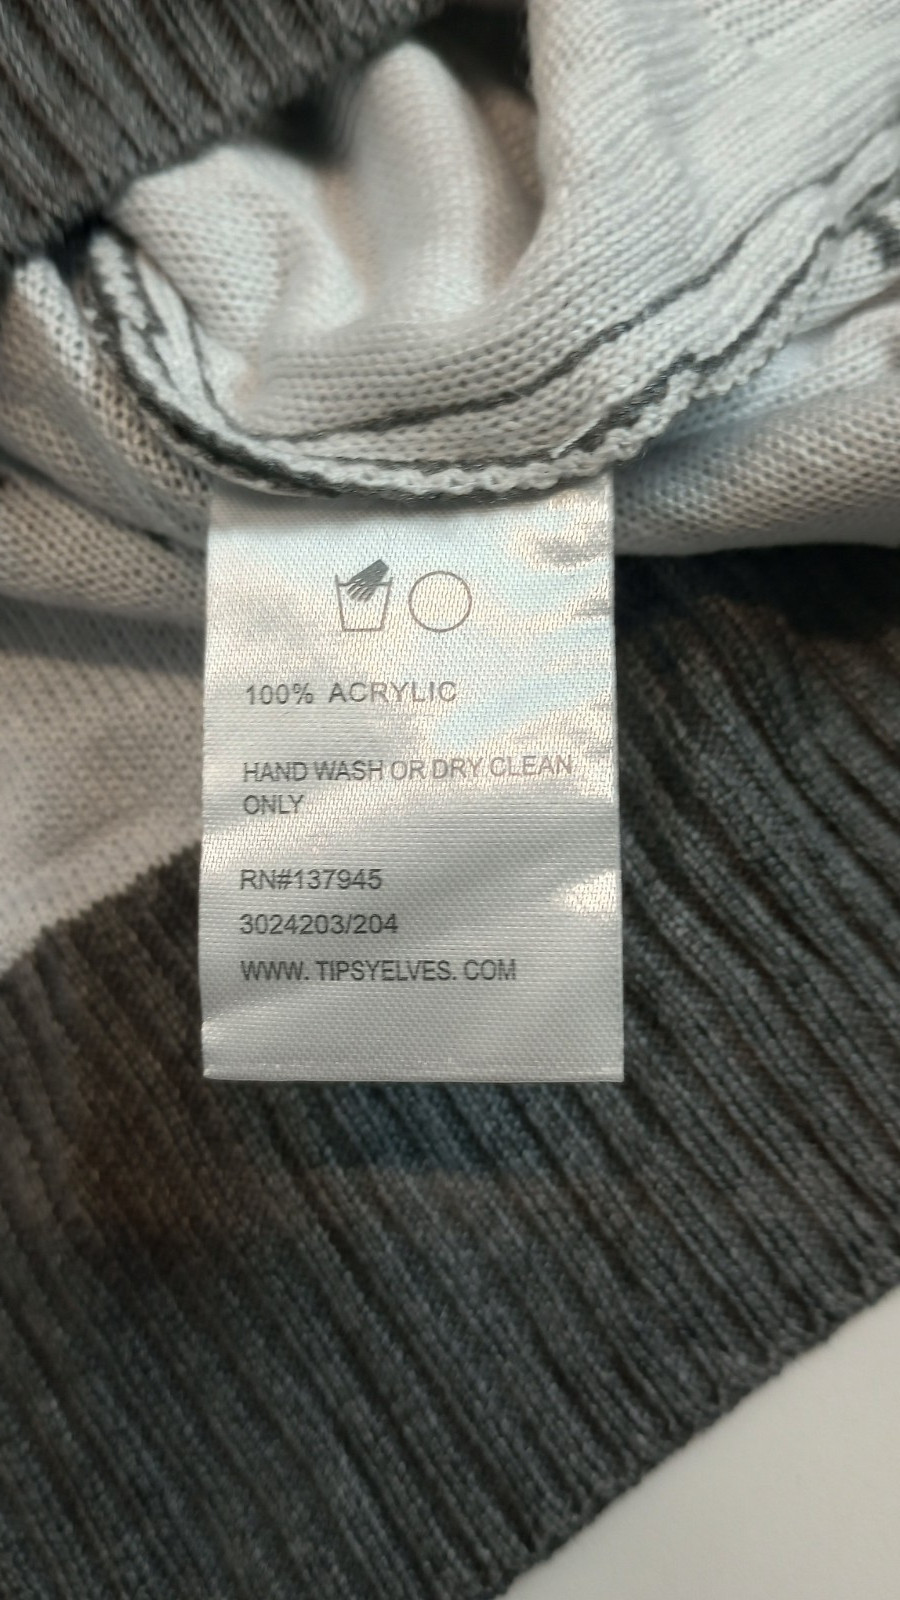 100% ACRYLIC
HAND WASH OR DRY CLEAN
ONLY
RN#137945
3024203/204
WWW. TIPSYELVES. COM